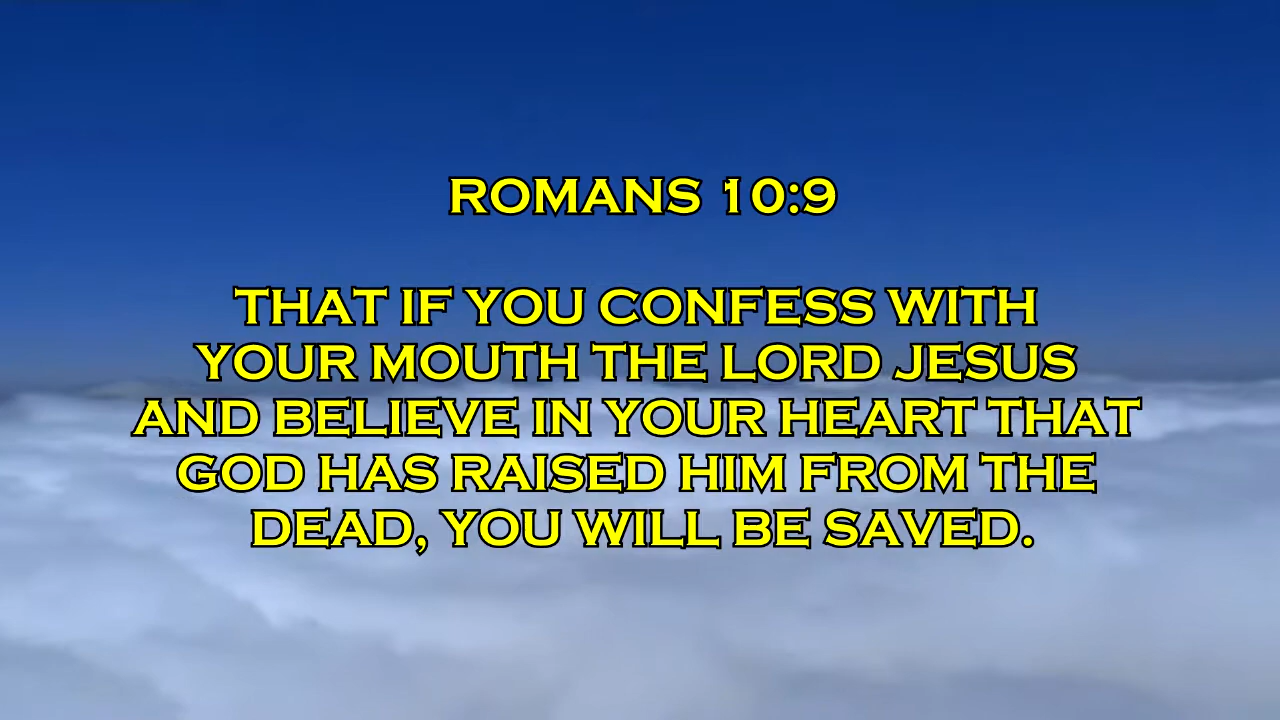 ROMANS 10:9
THAT IF YOU CONFESS WITH
YOUR MOUTH THE LORD JESUS
AND BELIEVE IN YOUR HEART THAT
GOD HAS RAISED HIM FROM THE
DEAD, YOU WILL BE SAVED.